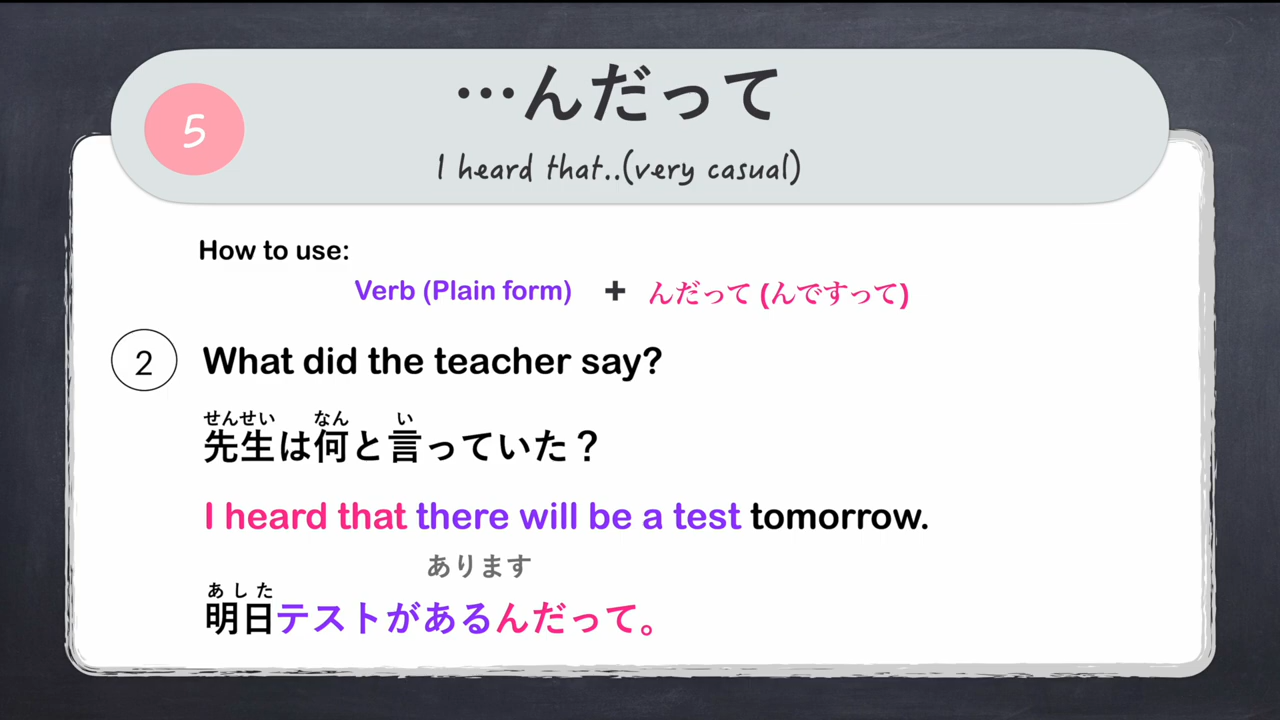 5
…んだって
I heard that..(very casual)
How to use:
Verb (Plain form) + んだって (んですって)
2 What did the teacher say?
せんせい なん い
先生は何と言っていた？
I heard that there will be a test tomorrow.
あります
あした
明日テストがあるんだって。